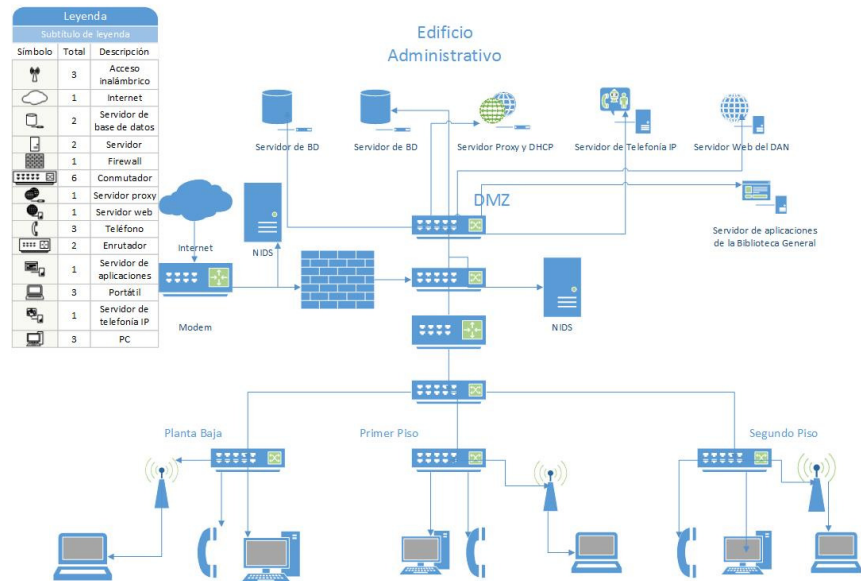 Leyenda
Subtítulo de leyenda
Símbolo Total Descripción
3 Acceso
inalámbrico
1 Internet
2 Servidor de
base de datos
2 Servidor
1 Firewall
6 Conmutador
1 Servidor proxy
1 Servidor web
3 Teléfono
2 Enrutador
1 Servidor de
aplicaciones
3 Portátil
1 Servidor de
telefonía IP
3 PC
Edificio
Administrativo
Servidor de BD
Servidor de BD
Servidor Proxy y DHCP
Servidor de Telefonía IP
Servidor Web del DAN
DMZ
Servidor de aplicaciones
de la Biblioteca General
Internet
NIDS
Modem
NIDS
Planta Baja
Primer Piso
Segundo Piso